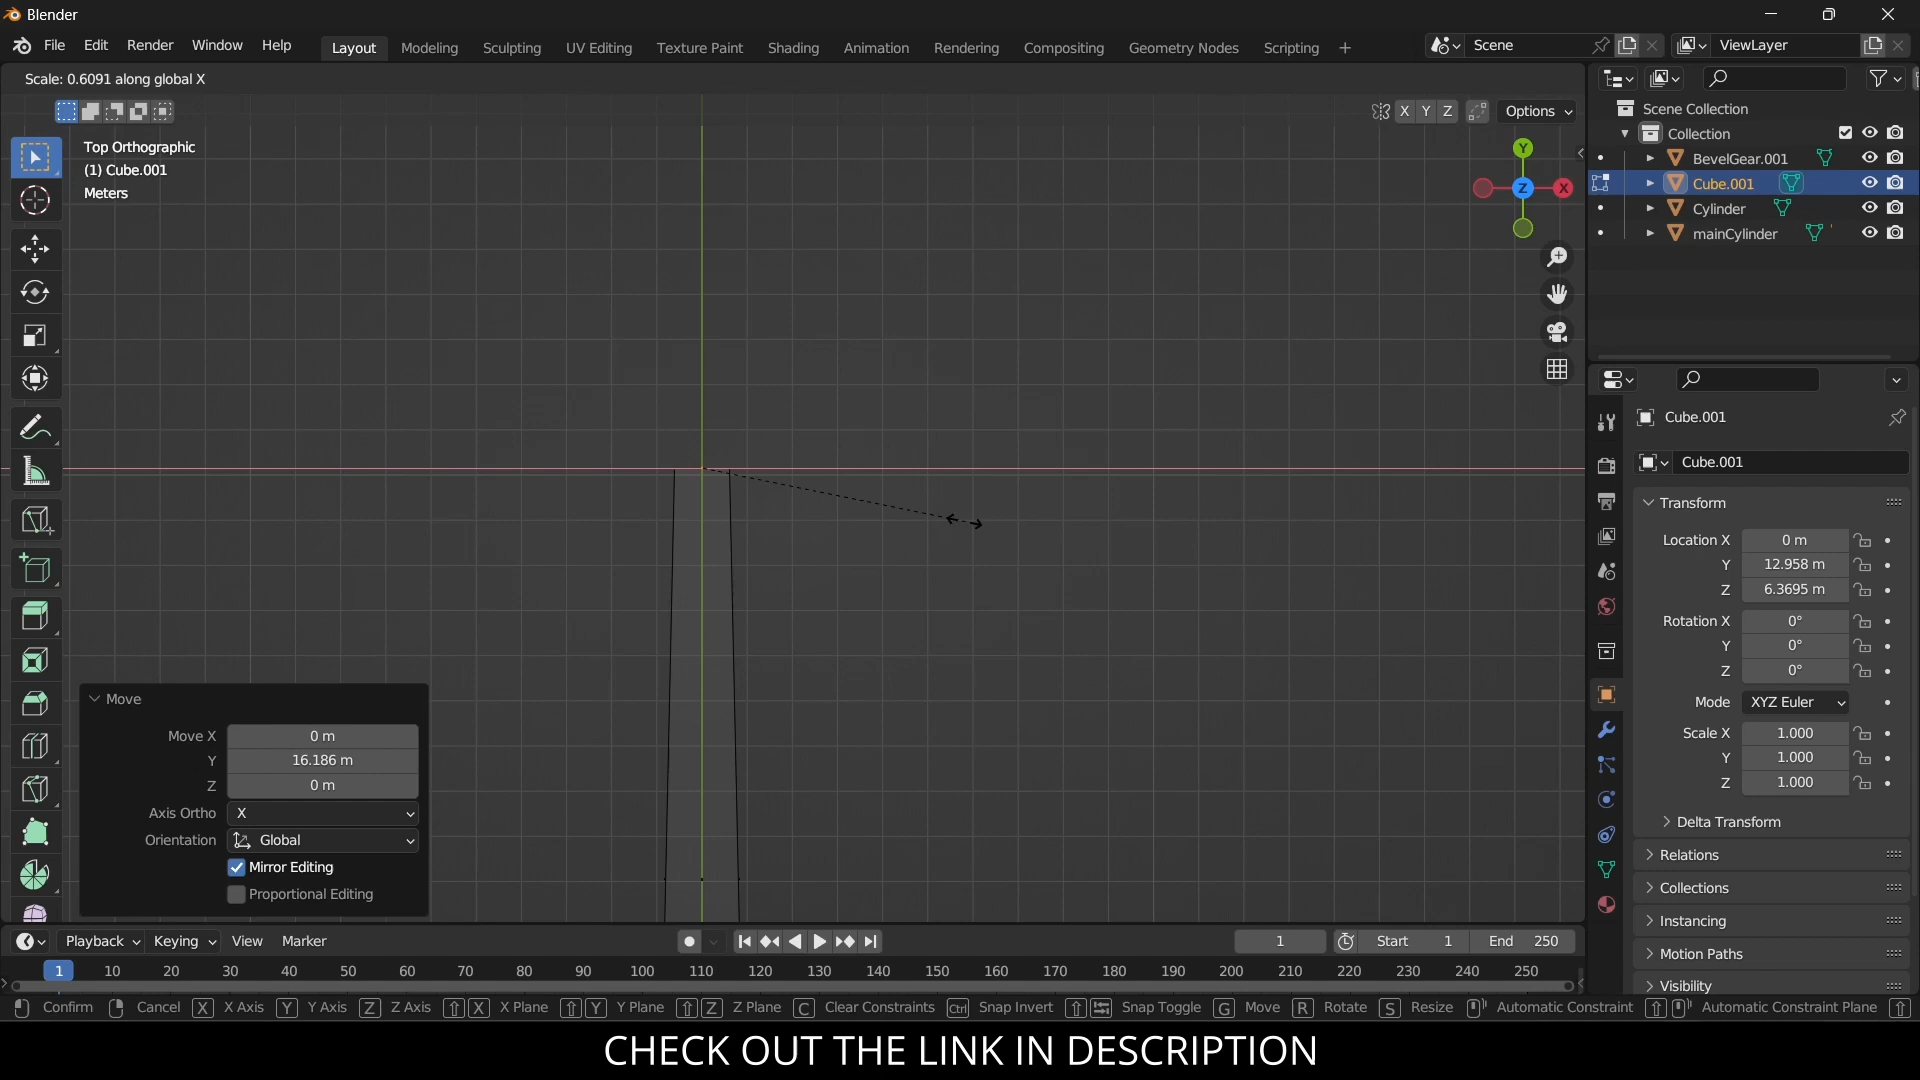 Blender
File Edit Render Window Help Layout Modeling Sculpting UV Editing Texture Paint Shading Animation Rendering Compositing Geometry Nodes Scripting + Scene ViewLayer
Scale: 0.6091 along global X
X Y Z Options
Top Orthographic
(1) Cube.001
Meters
Y
Z X
Scene Collection
Collection
BevelGear.001
Cube.001
Cylinder
mainCylinder
Cube.001
Cube.001
Transform
Location X 0 m
Y 12.958 m
Z 6.3695 m
Rotation X 0°
Y 0°
Z 0°
Mode XYZ Euler
Scale X 1.000
Y 1.000
Z 1.000
Delta Transform
Relations
Collections
Instancing
Motion Paths
Visibility
Move
Move X 0 m
Y 16.186 m
Z 0 m
Axis Ortho X
Orientation Global
Mirror Editing
Proportional Editing
Playback Keying View Marker 1 Start 1 End 250
1 10 20 30 40 50 60 70 80 90 100 110 120 130 140 150 160 170 180 190 200 210 220 230 240 250
Confirm Cancel X X Axis Y Y Axis Z Z Axis X X Plane Y Y Plane Z Z Plane C Clear Constraints Ctrl Snap Invert Snap Toggle G Move R Rotate S Resize Automatic Constraint Automatic Constraint Plane
CHECK OUT THE LINK IN DESCRIPTION